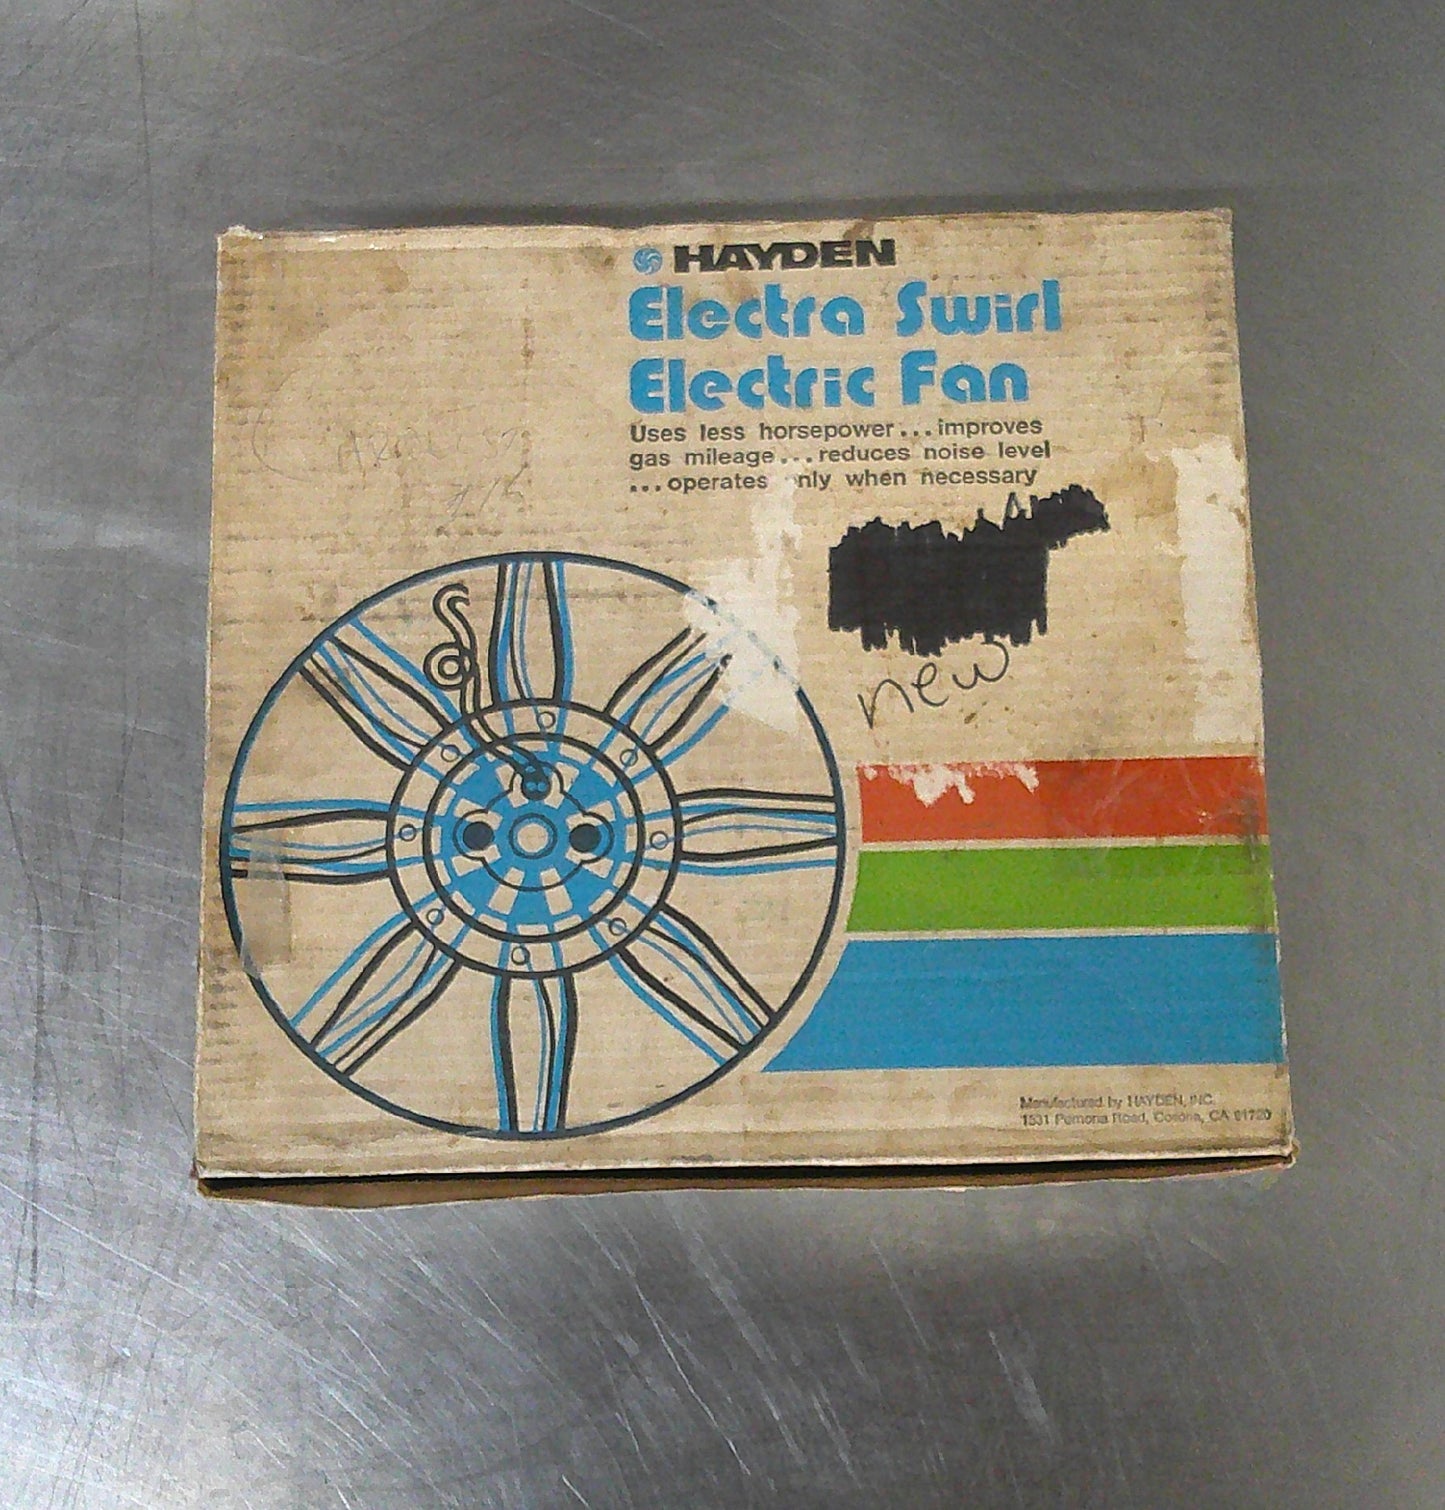 HAYDEN
Electra Swirl
Electric Fan
Uses less horsepower...improves
gas mileage...reduces noise level
...operates nly when necessary
new
Manufactured by HAYDEN, INC.
1531 Pomona Road, Corona, CA 91720